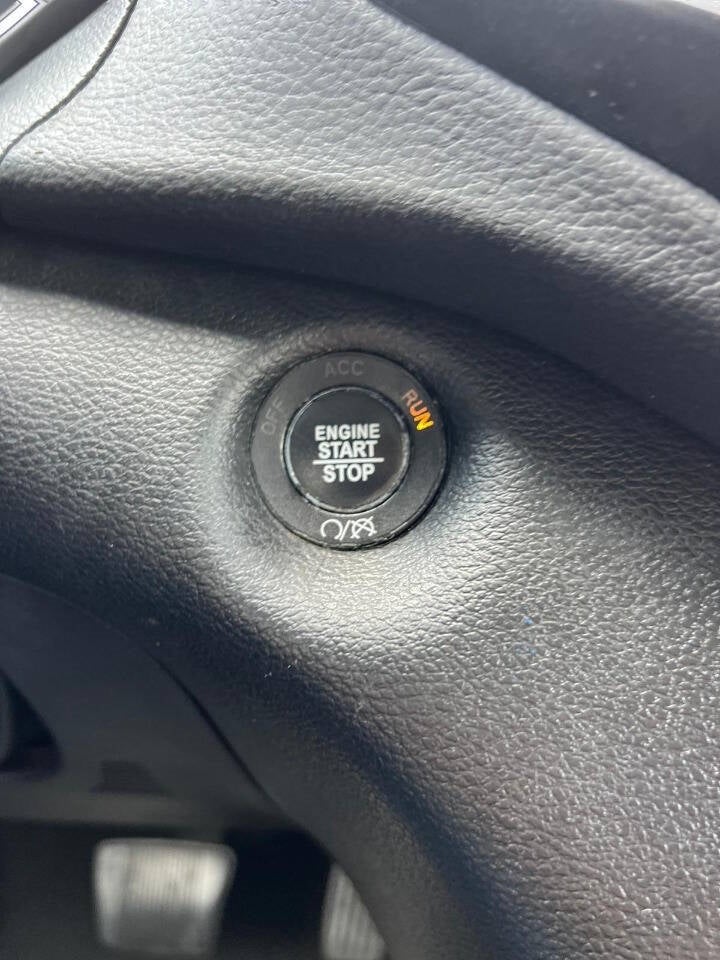 ACC
OFF
RUN
ENGINE
START
STOP